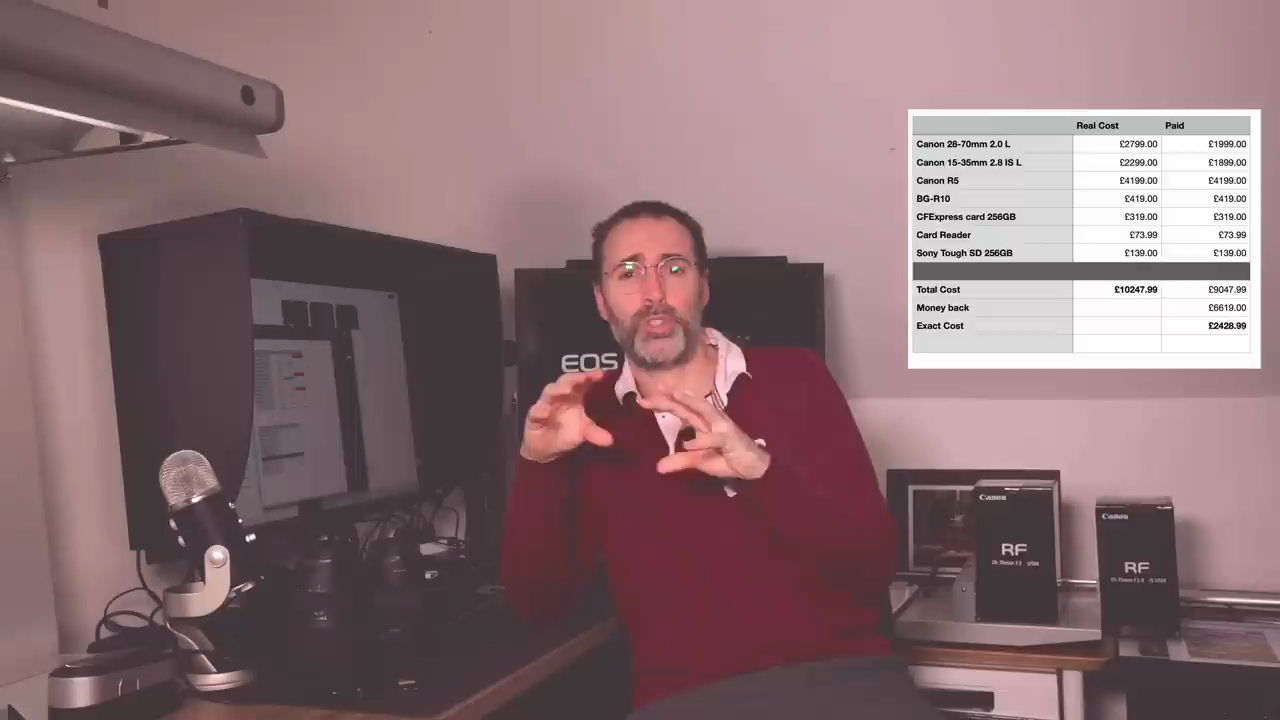 Real Cost Paid
Canon 28-70mm 2.0 L £2799.00 £1999.00
Canon 15-35mm 2.8 IS L £2299.00 £1899.00
Canon R5 £4199.00 £4199.00
BG-R10 £419.00 £419.00
CFExpress card 256GB £319.00 £319.00
Card Reader £73.99 £73.99
Sony Tough SD 256GB £139.00 £139.00
Total Cost £10247.99 £9047.99
Money back £6619.00
Exact Cost £2428.99
EOS
Canon
RF
Canon
RF